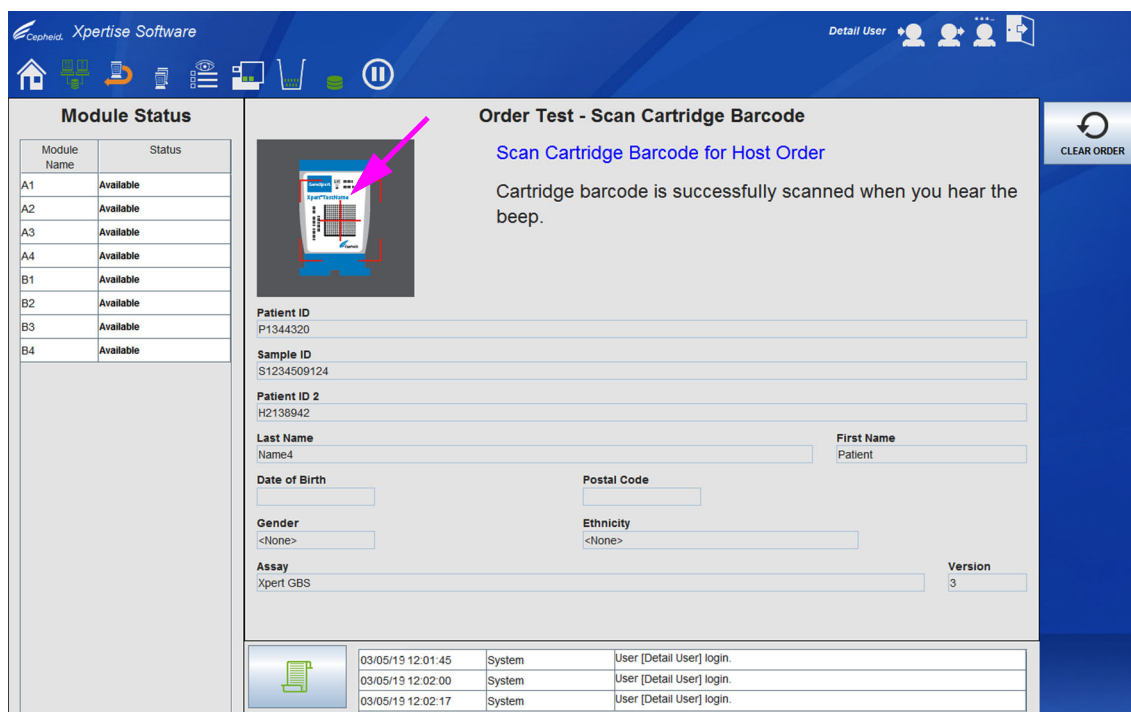 Cepheid. Xpertise Software
Detail User
Module Status
Module Name Status
A1 Available
A2 Available
A3 Available
A4 Available
B1 Available
B2 Available
B3 Available
B4 Available
Order Test - Scan Cartridge Barcode
Scan Cartridge Barcode for Host Order
Cartridge barcode is successfully scanned when you hear the
beep.
GeneXpert
Xpert®TestName
Cepheid.
CLEAR ORDER
Patient ID
P1344320
Sample ID
S1234509124
Patient ID 2
H2138942
Last Name First Name
Name4 Patient
Date of Birth Postal Code
Gender Ethnicity
<None> <None>
Assay Version
Xpert GBS 3
03/05/19 12:01:45 System User [Detail User] login.
03/05/19 12:02:00 System User [Detail User] login.
03/05/19 12:02:17 System User [Detail User] login.